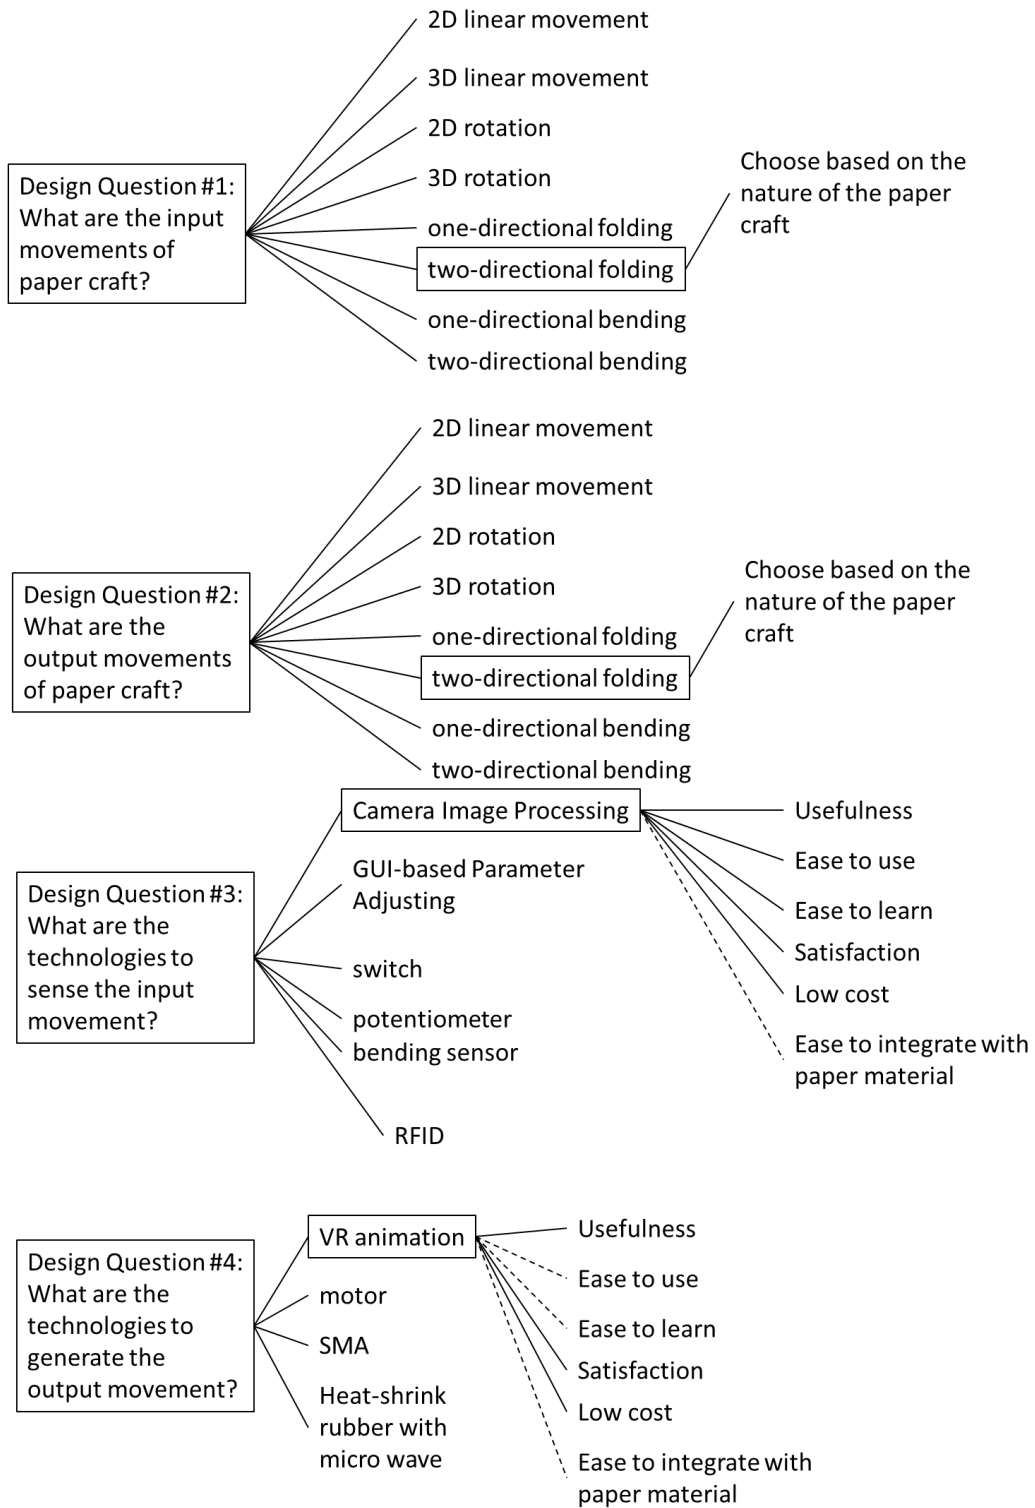 2D linear movement
3D linear movement
2D rotation
3D rotation
Design Question #1:
What are the input
movements of
paper craft?
one-directional folding
two-directional folding
one-directional bending
two-directional bending
Choose based on the
nature of the paper
craft
2D linear movement
3D linear movement
2D rotation
3D rotation
Design Question #2:
What are the
output movements
of paper craft?
one-directional folding
two-directional folding
one-directional bending
two-directional bending
Choose based on the
nature of the paper
craft
Design Question #3:
What are the
technologies to
sense the input
movement?
Camera Image Processing
GUI-based Parameter
Adjusting
switch
potentiometer
bending sensor
RFID
Usefulness
Ease to use
Ease to learn
Satisfaction
Low cost
Ease to integrate with
paper material
Design Question #4:
What are the
technologies to
generate the
output movement?
VR animation
motor
SMA
Heat-shrink
rubber with
micro wave
Usefulness
Ease to use
Ease to learn
Satisfaction
Low cost
Ease to integrate with
paper material